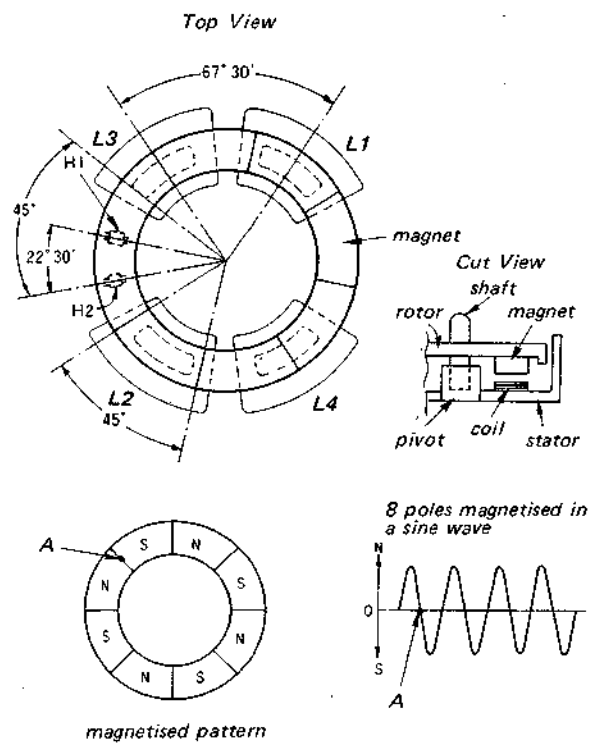 Top View
67° 30'
L3
L1
H1
45°
22° 30'
magnet
H2
Cut View
shaft
rotor
magnet
L2
45°
L4
pivot
coil
stator
8 poles magnetised in
a sine wave
A
S
N
N
S
S
N
N
S
N
0
S
A
magnetised pattern